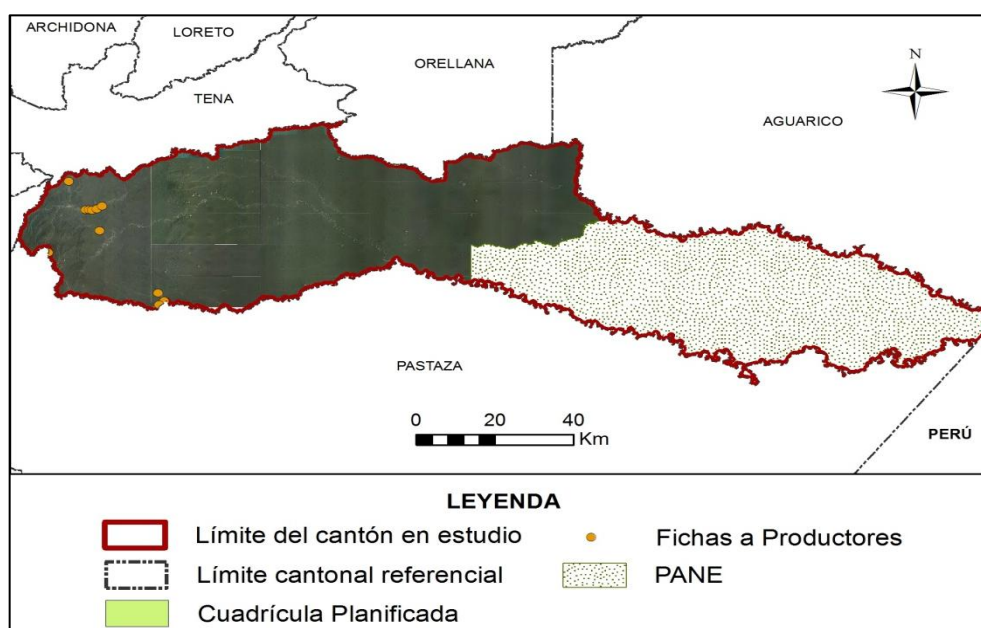 ARCHIDONA
LORETO
ORELLANA
N
TENA
AGUARICO
PASTAZA
0 20 40
Km
PERÚ
LEYENDA
Límite del cantón en estudio
Fichas a Productores
Límite cantonal referencial
PANE
Cuadrícula Planificada